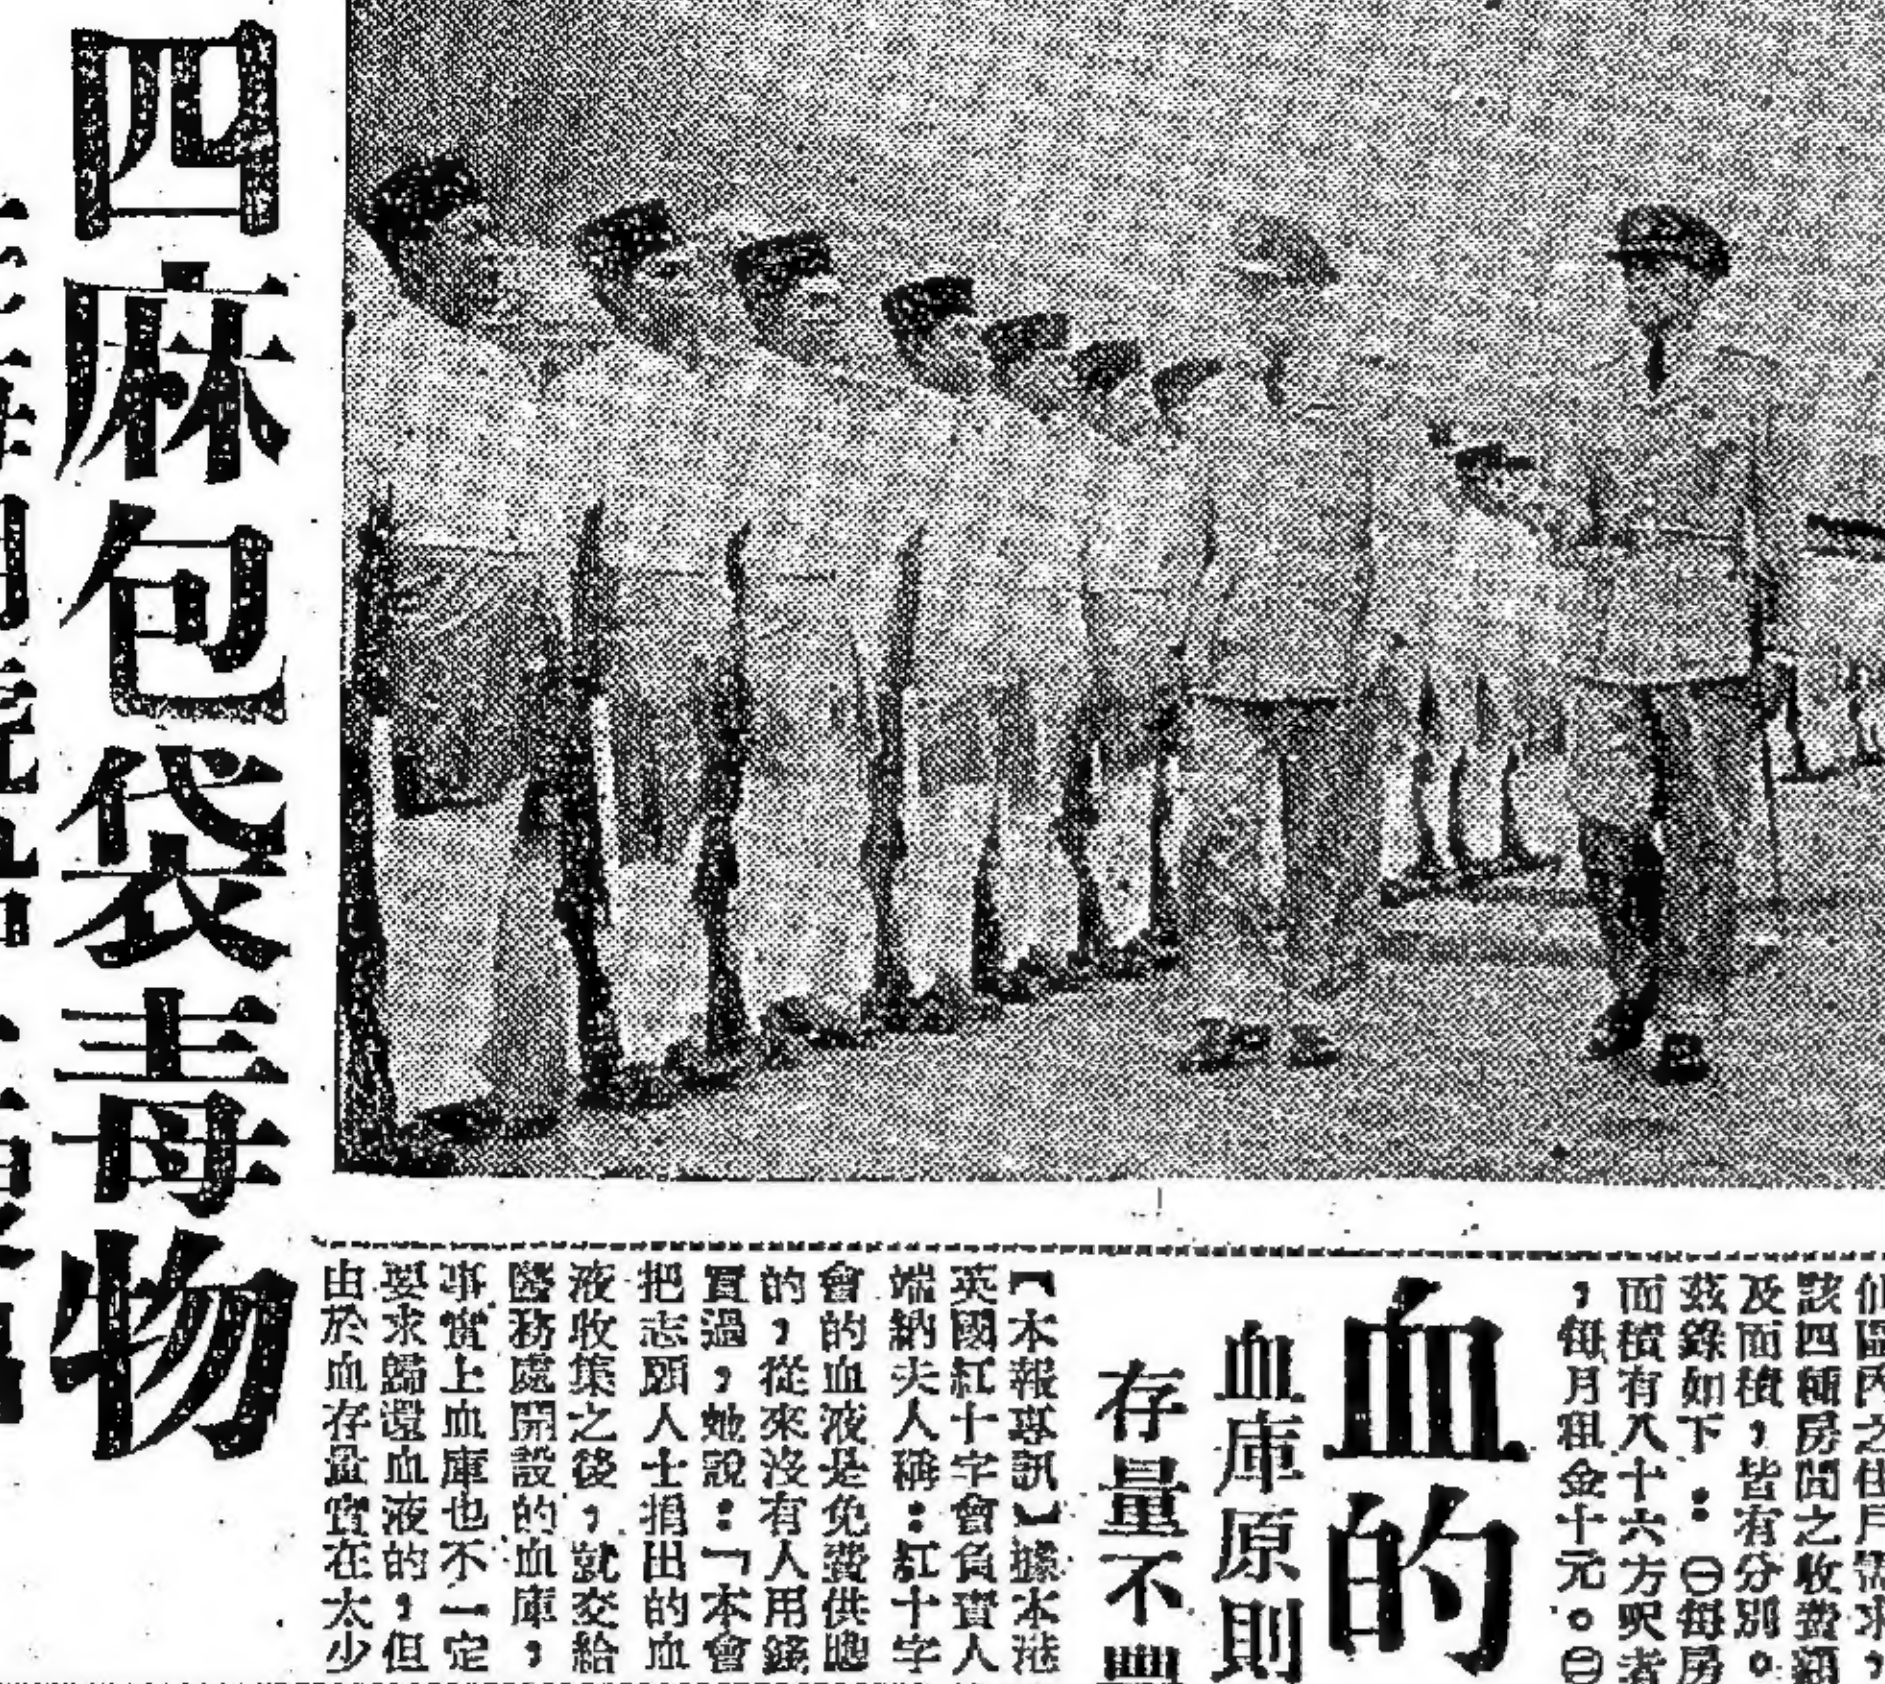 區內之住戶需求，
該四種房間之收費額
及面積，皆有分別。
茲錄如下：㊀每房
面積有八十六方呎者
，每月租金十元。㊁
血的
血庫原則
存量不
【本報專訊】據本港
英國紅十字會負責人
端納夫人稱：紅十字
會的血液是免費供應
的，從來沒有人用錢
買過，她說：「本會
把志願人士捐出的血
液收集之後，就交給
醫務處開設的血庫，
事實上血庫也不一定
要求歸還血液的，但
由於血存量實在太少
四麻包袋毒物